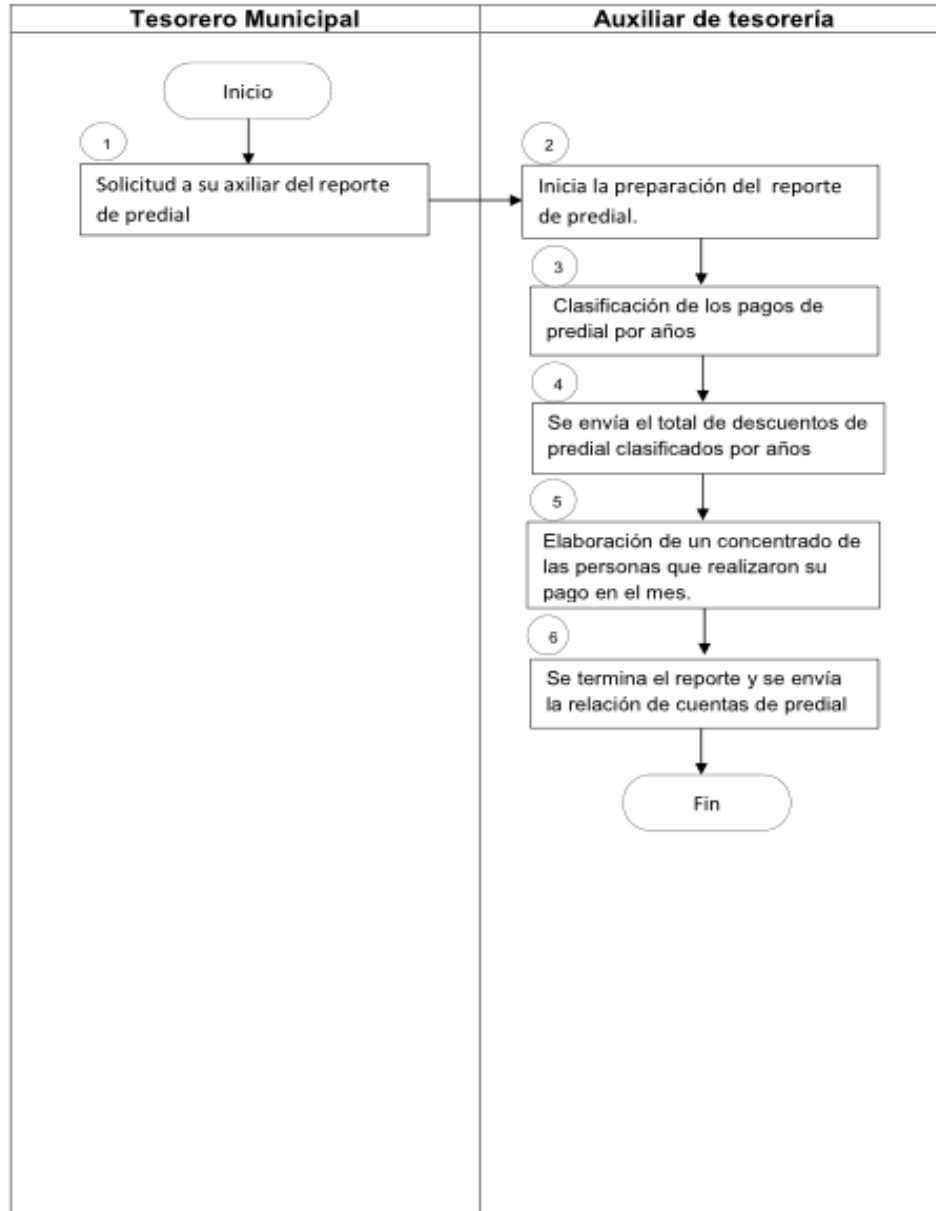 Tesorero Municipal
Auxiliar de tesorería
Inicio
1
Solicitud a su axiliar del reporte
de predial
2
Inicia la preparación del reporte
de predial.
3
Clasificación de los pagos de
predial por años
4
Se envía el total de descuentos de
predial clasificados por años
5
Elaboración de un concentrado de
las personas que realizaron su
pago en el mes.
6
Se termina el reporte y se envía
la relación de cuentas de predial
Fin